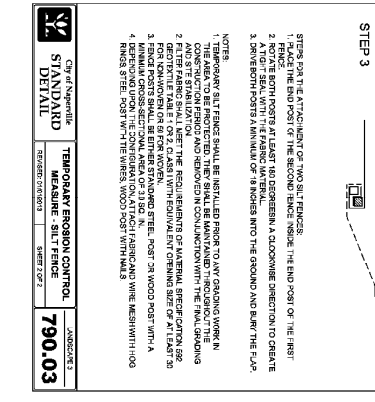 STEP 3
STEPS FOR THE ATTACHMENT OF TWO SILT FENCES:
1. PLACE THE END POST OF THE SECOND FENCE INSIDE THE END POST OF THE FIRST
FENCE.
2. ROTATE BOTH POSTS AT LEAST 180 DEGREES IN A CLOCKWISE DIRECTION TO CREATE
A TIGHT SEAL WITH THE FABRIC MATERIAL.
3. DRIVE BOTH POSTS A MINIMUM OF 18 INCHES INTO THE GROUND AND BURY THE FLAP.
NOTES:
1. TEMPORARY SILT FENCE SHALL BE INSTALLED PRIOR TO ANY GRADING WORK IN
THE AREA TO BE PROTECTED. THEY SHALL BE MAINTAINED THROUGHOUT THE
CONSTRUCTION PERIOD AND REMOVED IN CONJUNCTION WITH THE FINAL GRADING
AND SITE STABILIZATION.
2. FILTER FABRIC SHALL MEET THE REQUIREMENTS OF MATERIAL SPECIFICATION 592
GEOTEXTILE TABLE 1 OR 2, CLASS I WITH EQUIVALENT OPENING SIZE OF AT LEAST 30
FOR NON-WOVEN OR 50 FOR WOVEN.
3. FENCE POSTS SHALL BE EITHER STANDARD STEEL POST OR WOOD POST WITH A
MINIMUM CROSS-SECTIONAL AREA OF 3.0 SQ. IN.
4. DEPENDING UPON THE CONFIGURATION, ATTACH FABRIC AND WIRE MESH WITH HOG
RINGS, STEEL POST WITH TIE WIRES, WOOD POST WITH NAILS.
City of Naperville
STANDARD
DETAIL
TEMPORARY EROSION CONTROL
MEASURE - SILT FENCE
REVISED: 01/01/2013
SHEET 2 OF 2
LANDSCAPE 3
790.03